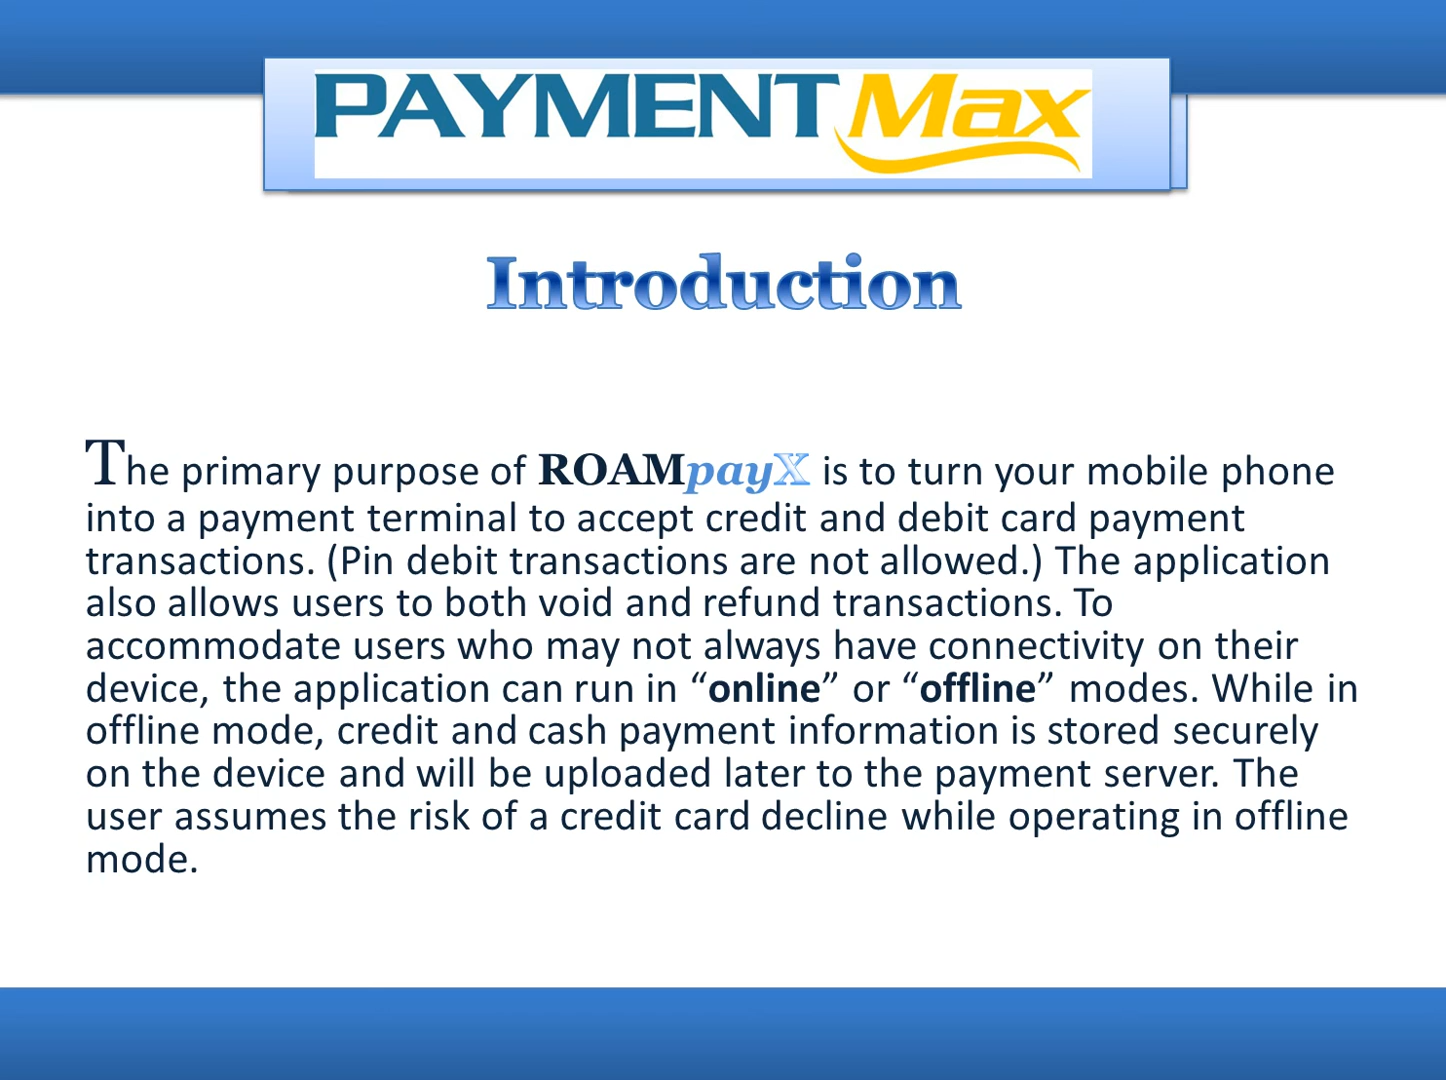 PAYMENTMax
Introduction
The primary purpose of ROAMpayX is to turn your mobile phone
into a payment terminal to accept credit and debit card payment
transactions. (Pin debit transactions are not allowed.) The application
also allows users to both void and refund transactions. To
accommodate users who may not always have connectivity on their
device, the application can run in “online” or “offline” modes. While in
offline mode, credit and cash payment information is stored securely
on the device and will be uploaded later to the payment server. The
user assumes the risk of a credit card decline while operating in offline
mode.